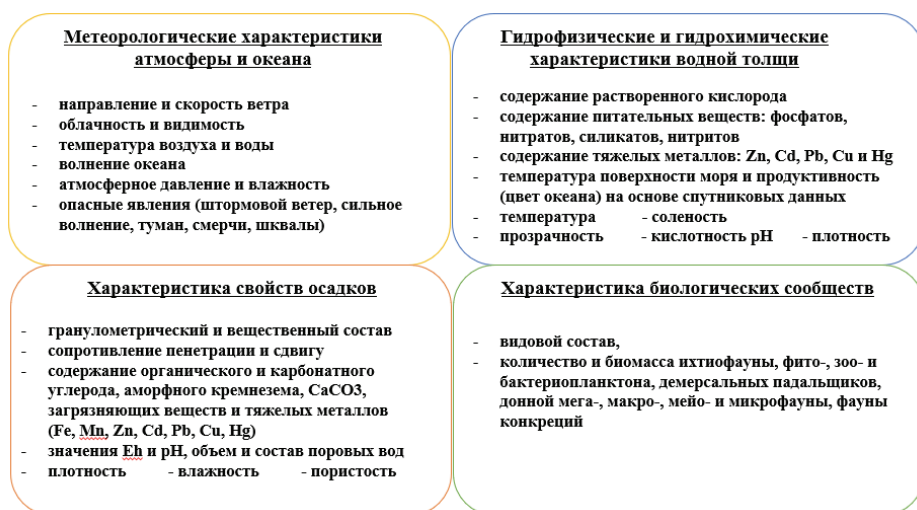 Метеорологические характеристики
атмосферы и океана
- направление и скорость ветра
- облачность и видимость
- температура воздуха и воды
- волнение океана
- атмосферное давление и влажность
- опасные явления (штормовой ветер, сильное
волнение, туман, смерчи, шквалы)
Гидрофизические и гидрохимические
характеристики водной толщи
- содержание растворенного кислорода
- содержание питательных веществ: фосфатов,
нитратов, силикатов, нитритов
- содержание тяжелых металлов: Zn, Cd, Pb, Cu и Hg
- температура поверхности моря и продуктивность
(цвет океана) на основе спутниковых данных
- температура - соленость
- прозрачность - кислотность pH - плотность
Характеристика свойств осадков
- гранулометрический и вещественный состав
- сопротивление пенетрации и сдвигу
- содержание органического и карбонатного
углерода, аморфного кремнезема, CaCO3,
загрязняющих веществ и тяжелых металлов
(Fe, Mn, Zn, Cd, Pb, Cu, Hg)
- значения Eh и pH, объем и состав поровых вод
- плотность - влажность - пористость
Характеристика биологических сообществ
- видовой состав,
- количество и биомасса ихтиофауны, фито-, зоо- и
бактериопланктона, демерсальных падальщиков,
донной мега-, макро-, мейо- и микрофауны, фауны
конкреций